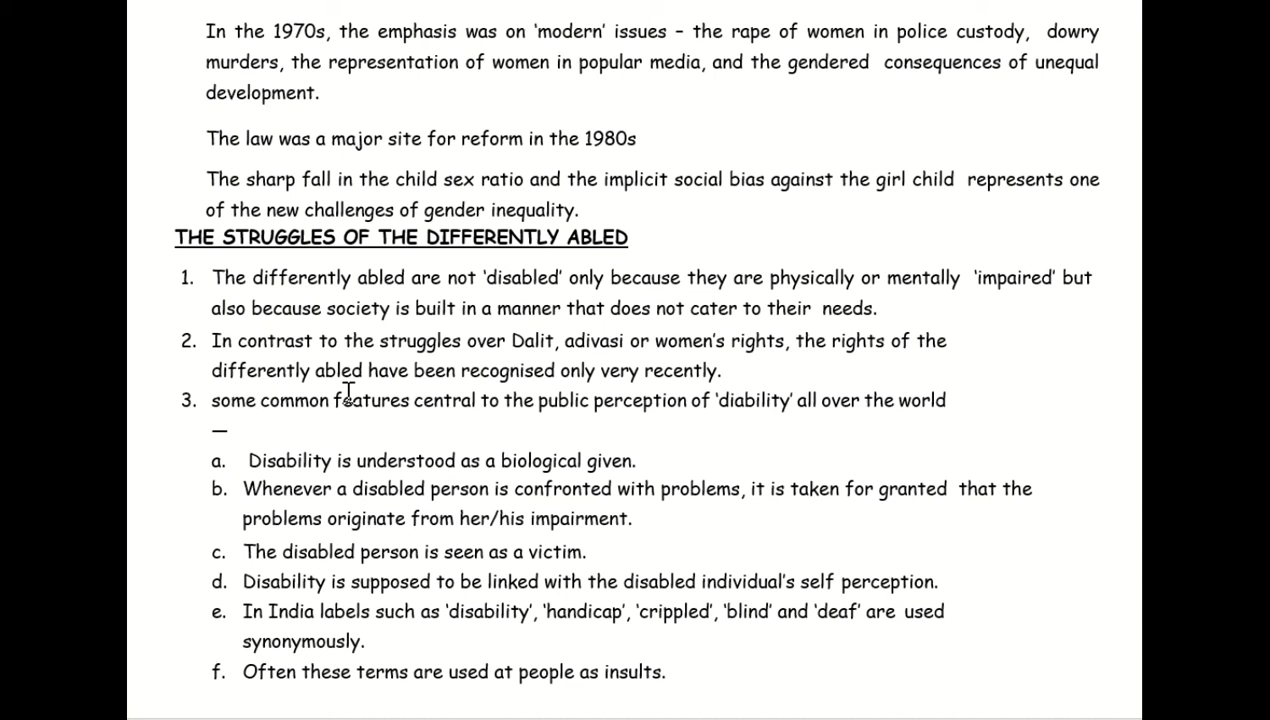 In the 1970s, the emphasis was on ‘modern’ issues – the rape of women in police custody, dowry
murders, the representation of women in popular media, and the gendered consequences of unequal
development.
The law was a major site for reform in the 1980s
The sharp fall in the child sex ratio and the implicit social bias against the girl child represents one
of the new challenges of gender inequality.
THE STRUGGLES OF THE DIFFERENTLY ABLED
1. The differently abled are not ‘disabled’ only because they are physically or mentally ‘impaired’ but
also because society is built in a manner that does not cater to their needs.
2. In contrast to the struggles over Dalit, adivasi or women’s rights, the rights of the
differently abled have been recognised only very recently.
3. some common features central to the public perception of ‘diability’ all over the world
—
a. Disability is understood as a biological given.
b. Whenever a disabled person is confronted with problems, it is taken for granted that the
problems originate from her/his impairment.
c. The disabled person is seen as a victim.
d. Disability is supposed to be linked with the disabled individual’s self perception.
e. In India labels such as ‘disability’, ‘handicap’, ‘crippled’, ‘blind’ and ‘deaf’ are used
synonymously.
f. Often these terms are used at people as insults.